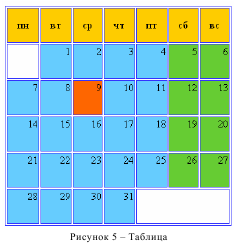 пн вт ср чт пт сб вс
1 2 3 4 5 6
7 8 9 10 11 12 13
14 15 16 17 18 19 20
21 22 23 24 25 26 27
28 29 30 31
Рисунок 5 – Таблица